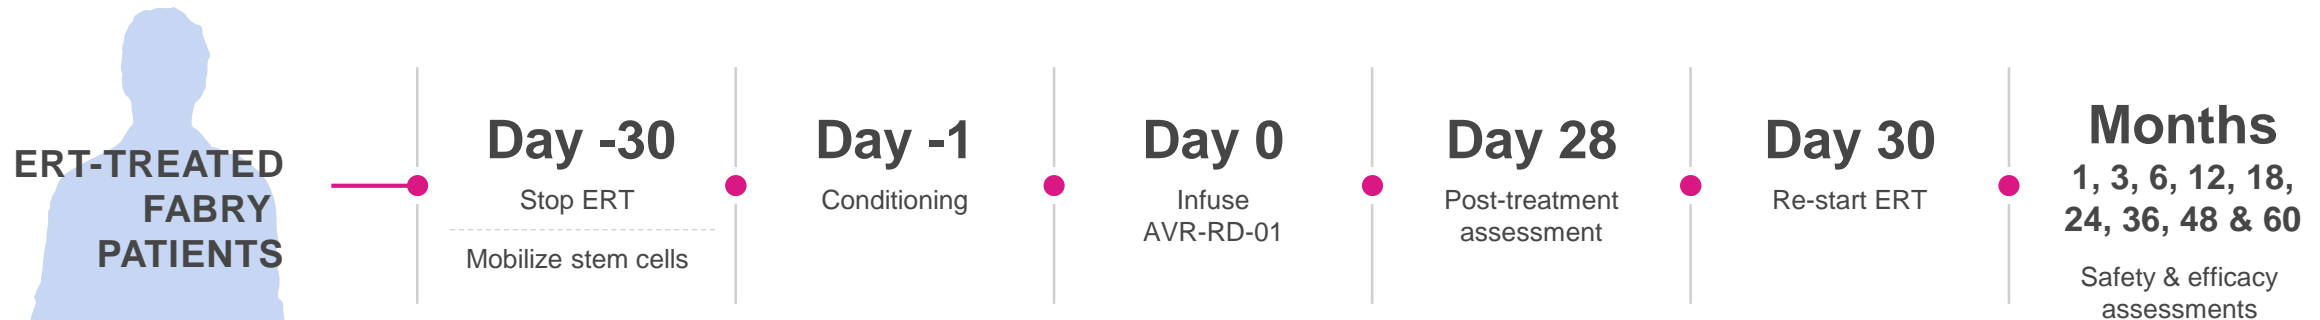 ERT-TREATED
FABRY
PATIENTS
Day -30
Stop ERT
Mobilize stem cells
Day -1
Conditioning
Day 0
Infuse
AVR-RD-01
Day 28
Post-treatment
assessment
Day 30
Re-start ERT
Months
1, 3, 6, 12, 18,
24, 36, 48 & 60
Safety & efficacy
assessments